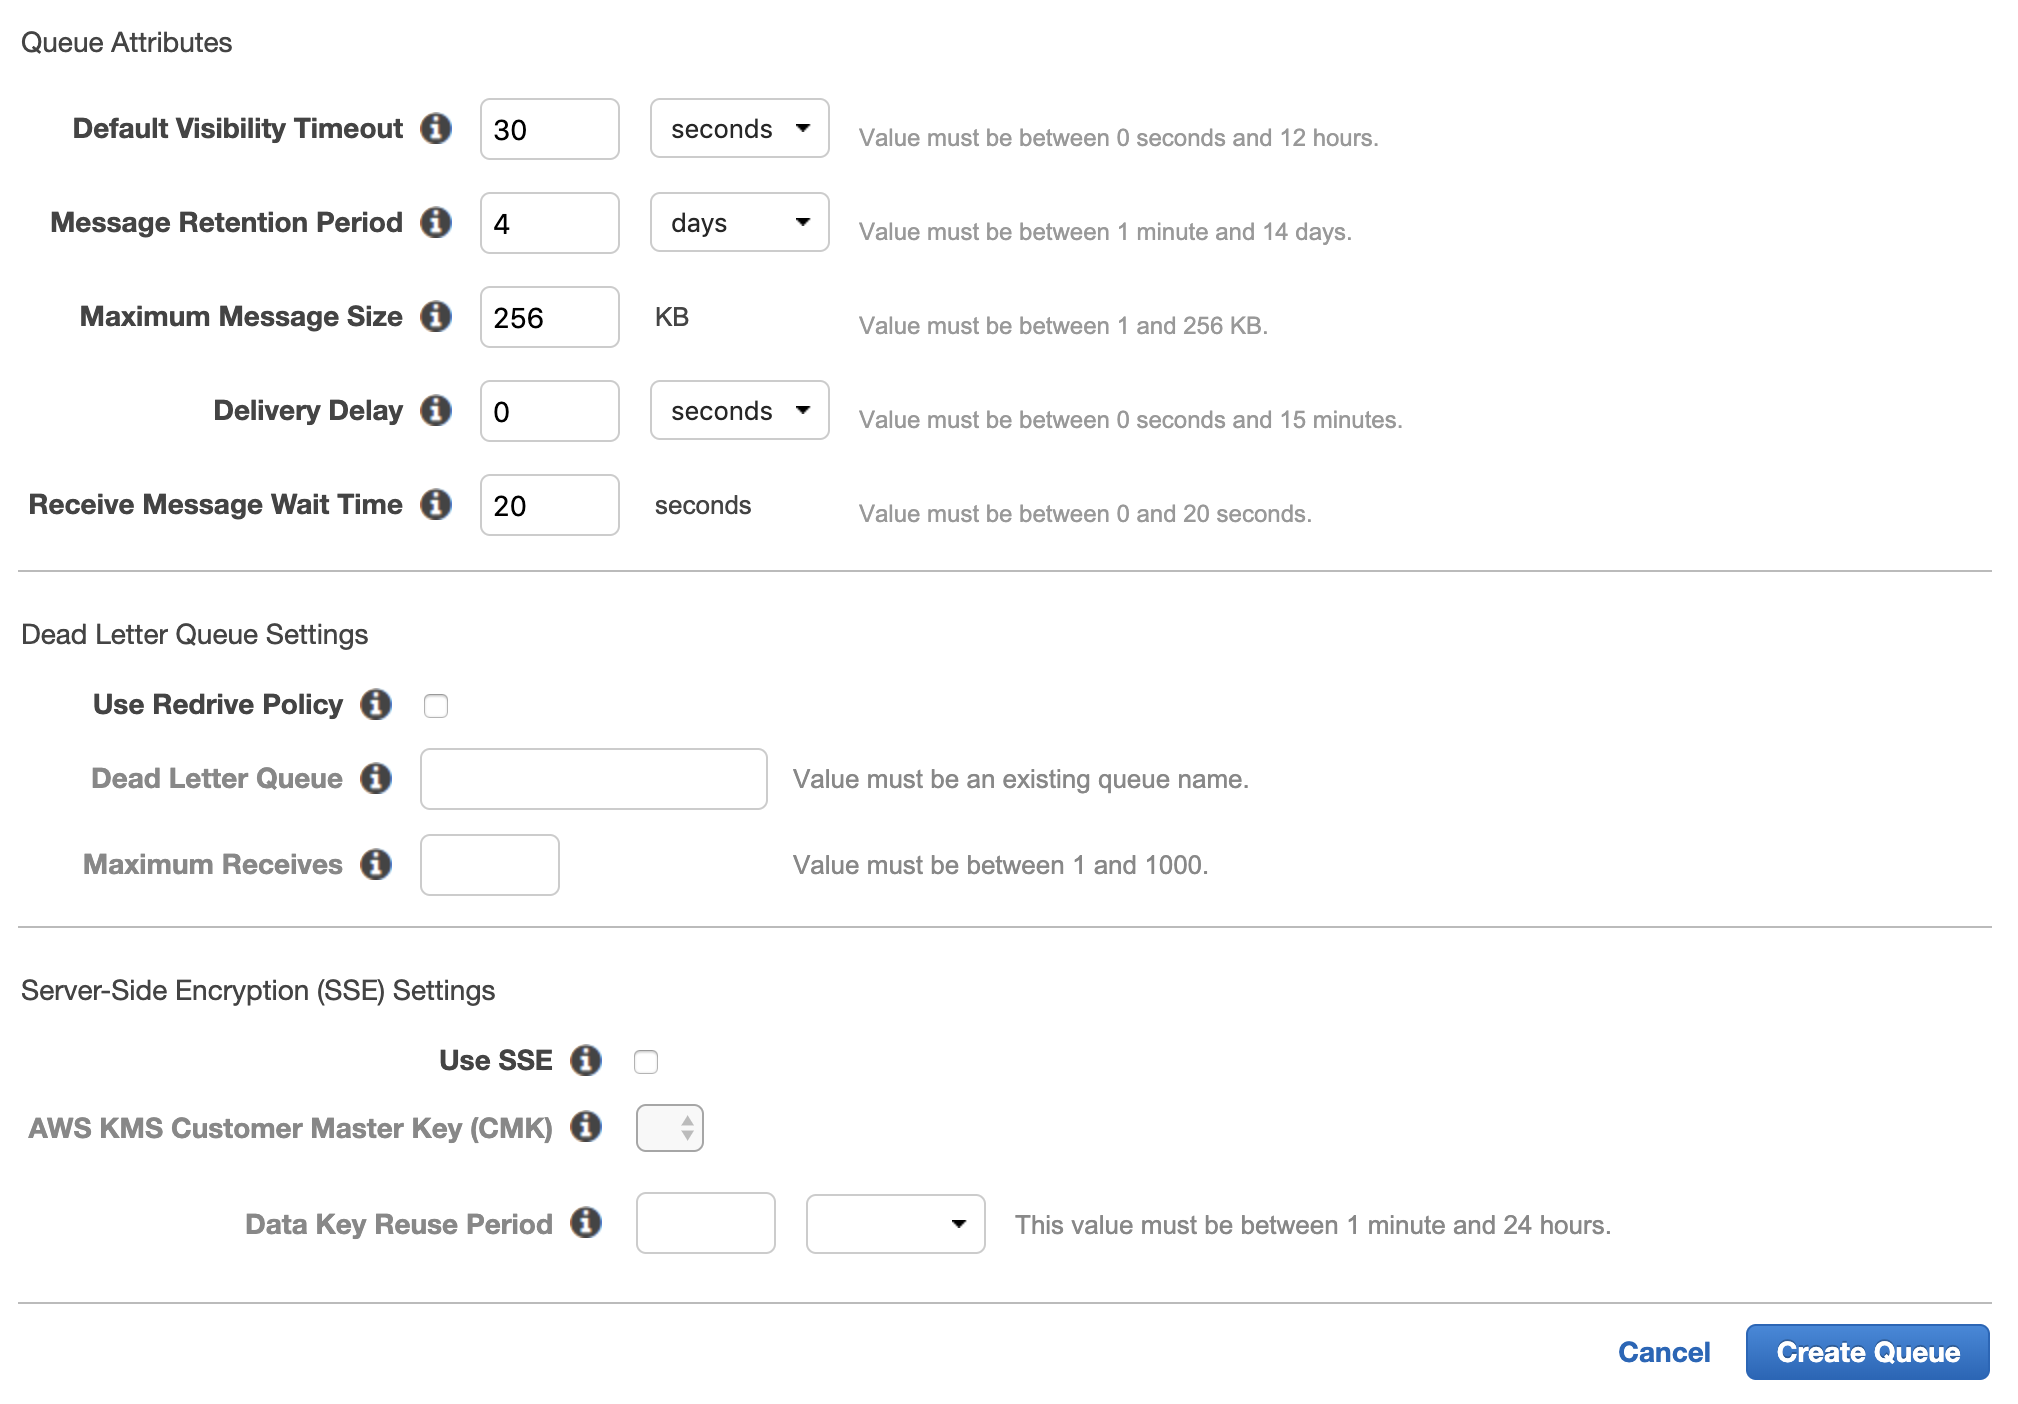 Queue Attributes
Default Visibility Timeout 30 seconds Value must be between 0 seconds and 12 hours.
Message Retention Period 4 days Value must be between 1 minute and 14 days.
Maximum Message Size 256 KB Value must be between 1 and 256 KB.
Delivery Delay 0 seconds Value must be between 0 seconds and 15 minutes.
Receive Message Wait Time 20 seconds Value must be between 0 and 20 seconds.
Dead Letter Queue Settings
Use Redrive Policy
Dead Letter Queue Value must be an existing queue name.
Maximum Receives Value must be between 1 and 1000.
Server-Side Encryption (SSE) Settings
Use SSE
AWS KMS Customer Master Key (CMK)
Data Key Reuse Period This value must be between 1 minute and 24 hours.
Cancel Create Queue